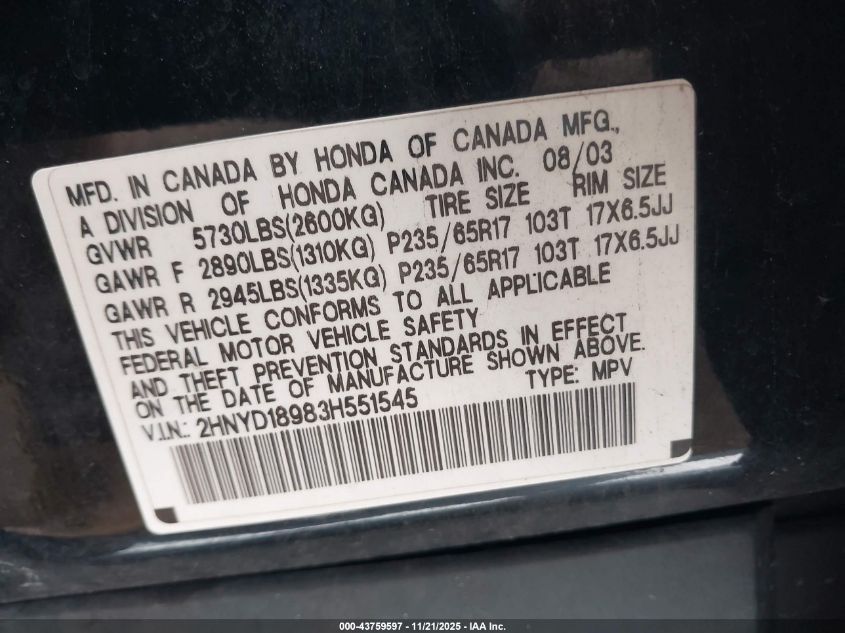 MFD. IN CANADA BY HONDA OF CANADA MFG.,
A DIVISION OF HONDA CANADA INC. 08/03
GVWR 5730LBS(2600KG) TIRE SIZE RIM SIZE
GAWR F 2890LBS(1310KG) P235/65R17 103T 17X6.5JJ
GAWR R 2945LBS(1335KG) P235/65R17 103T 17X6.5JJ
THIS VEHICLE CONFORMS TO ALL APPLICABLE
FEDERAL MOTOR VEHICLE SAFETY
AND THEFT PREVENTION STANDARDS IN EFFECT
ON THE DATE OF MANUFACTURE SHOWN ABOVE.
V.I.N.: 2HNYD18983H551545 TYPE: MPV
000-43759597 - 11/21/2025 - IAA Inc.